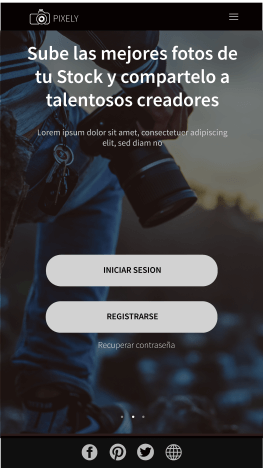 PIXELY
Sube las mejores fotos de
tu Stock y compartelo a
talentosos creadores
Lorem ipsum dolor sit amet, consectetuer adipiscing
elit, sed diam no
INICIAR SESION
REGISTRARSE
Recuperar contraseña